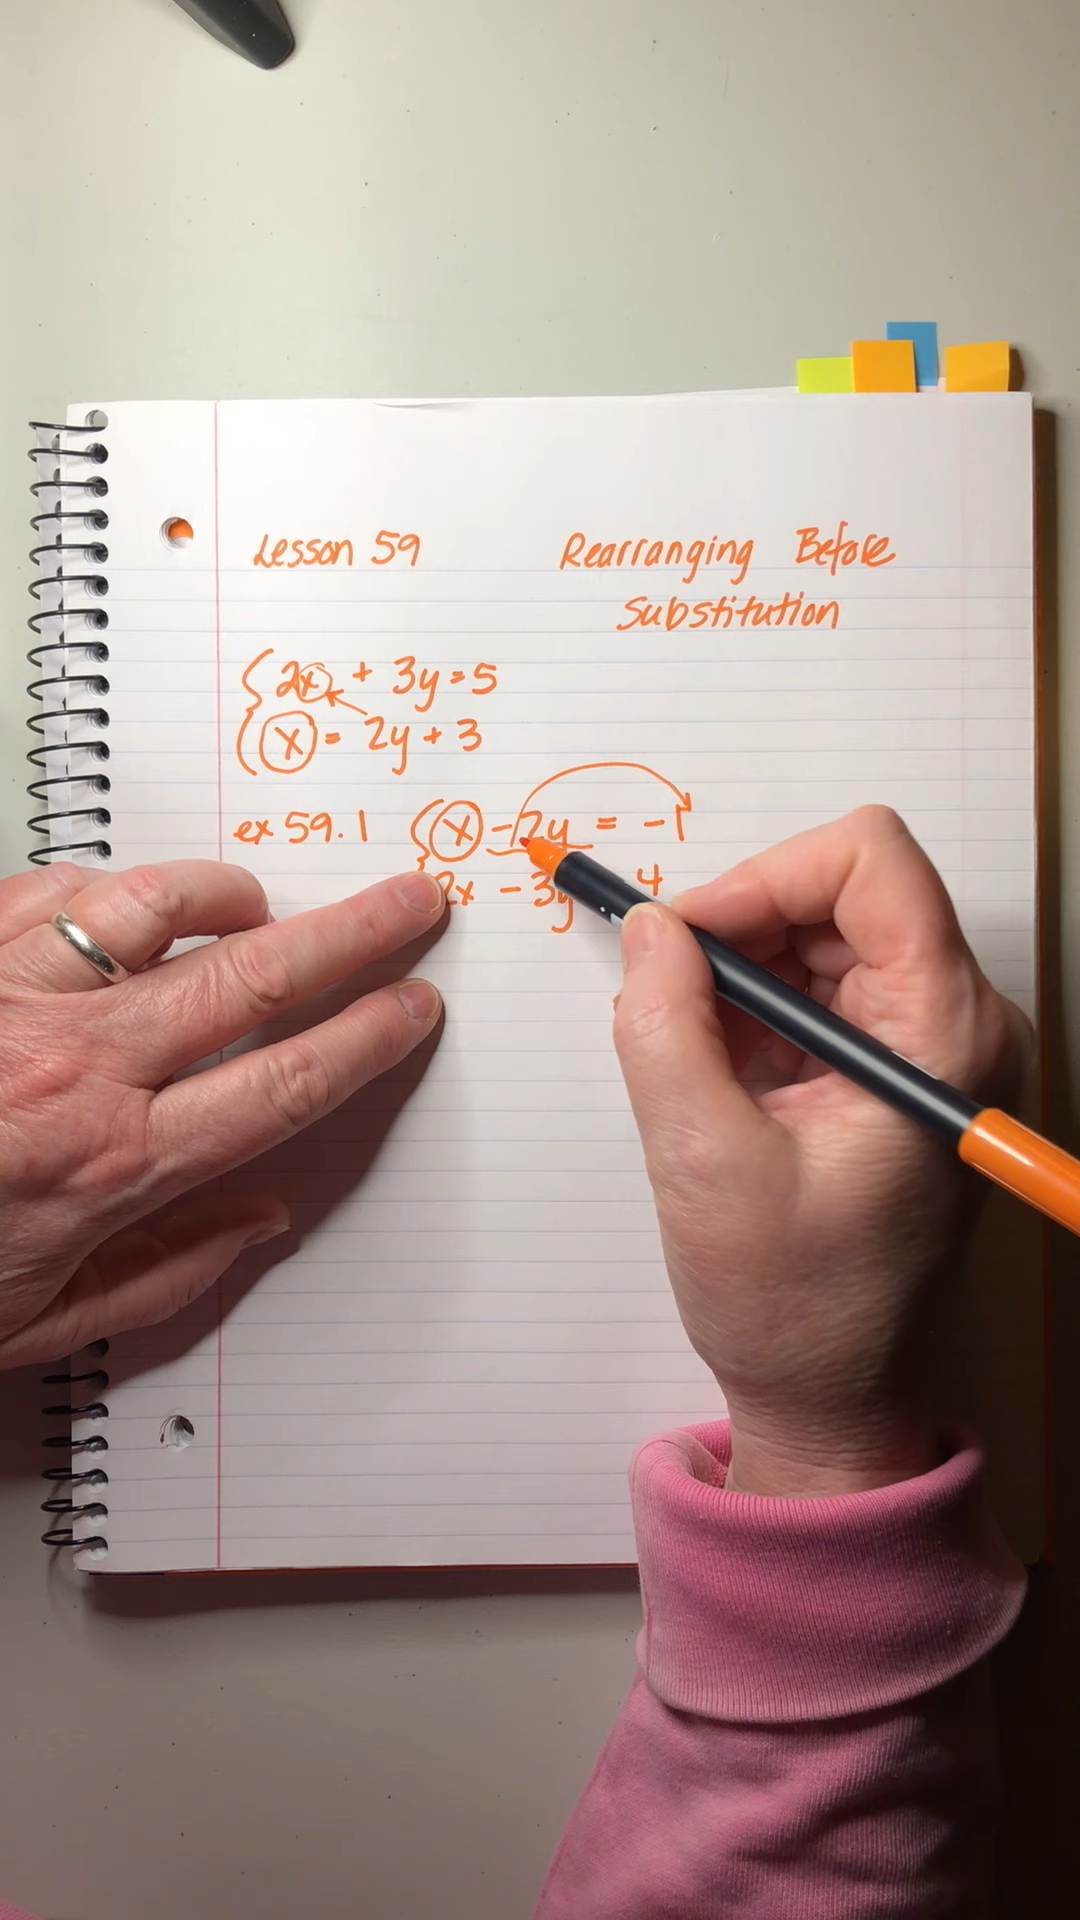 Lesson 59 Rearranging Before
Substitution
2x + 3y = 5
x = 2y + 3
ex 59.1 x - 2y = -1
2x - 3y 4